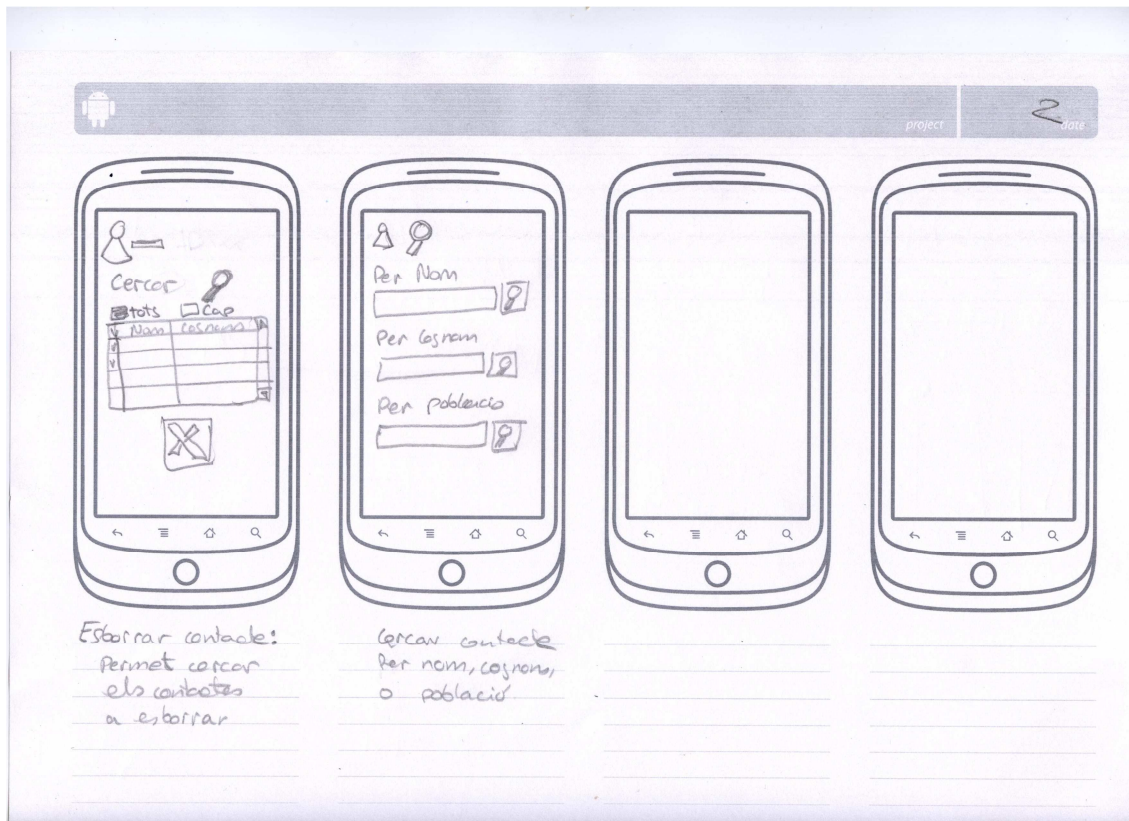 project
2
date
Cercar
tots Cap
Nom Cognoms
Per Nom
Per Cognom
Per població
Esborrar contacte:
Permet cercar
els contactes
a esborrar
Cercar contacte
Per nom, cognom,
o població